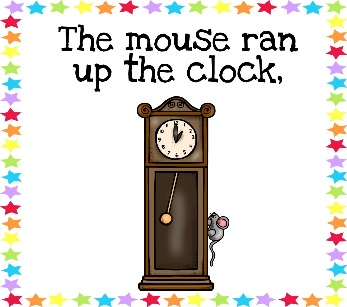 The mouse ran
up the clock,